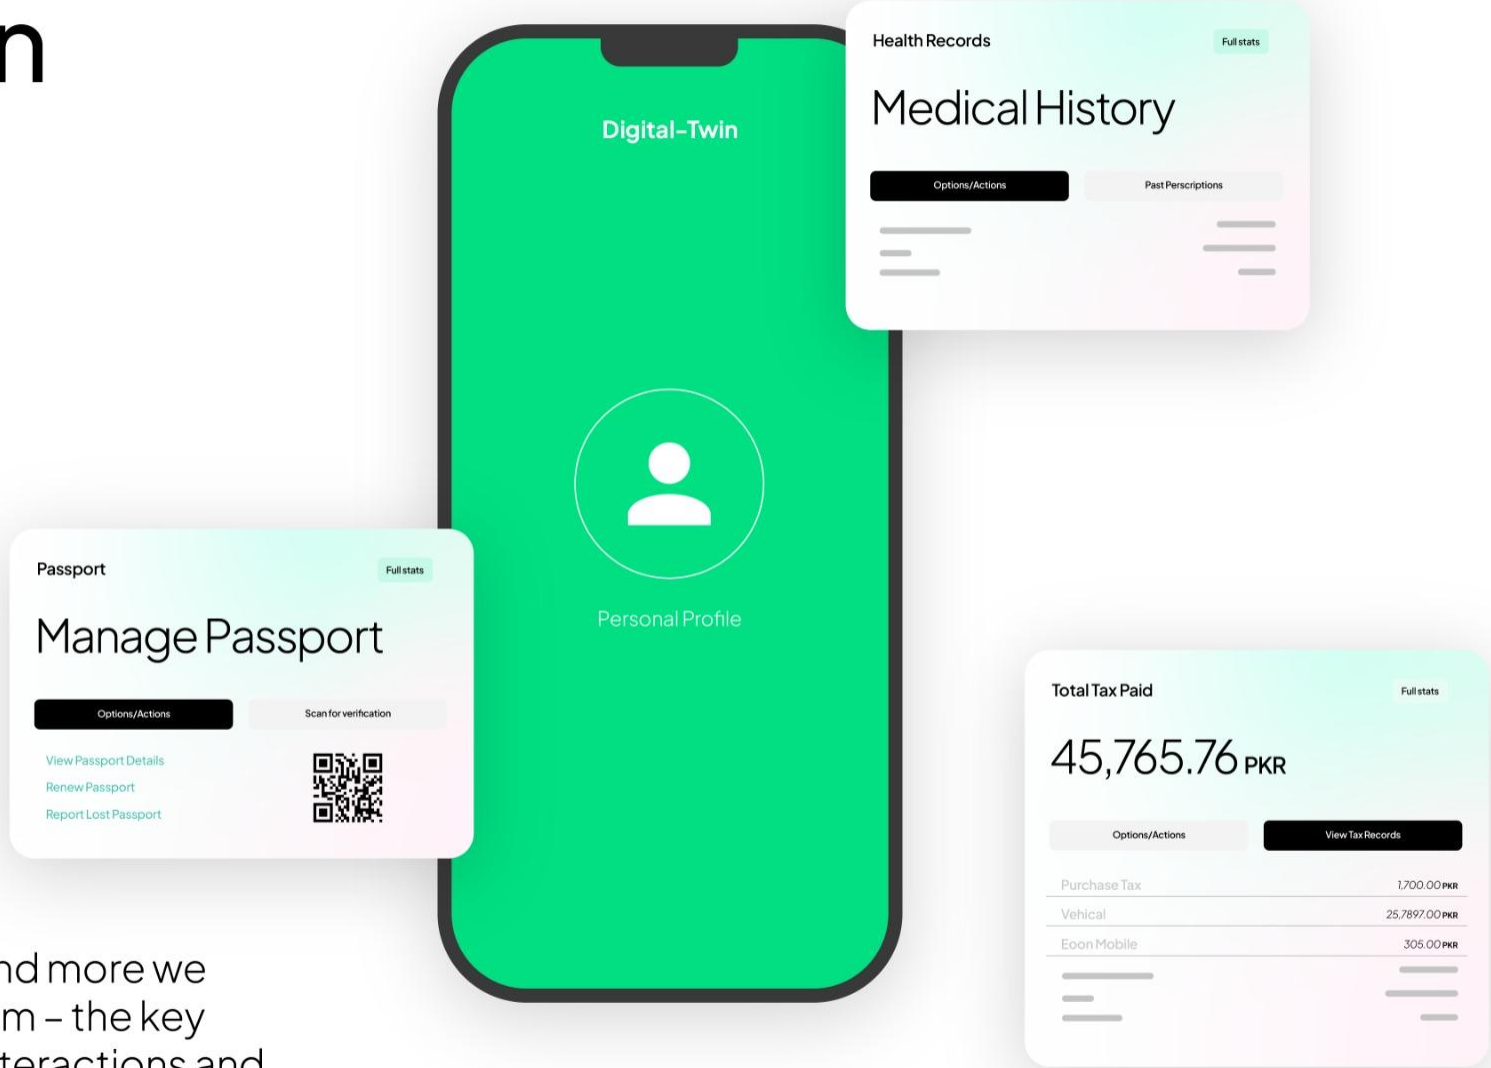 n
Digital-Twin
Personal Profile
Health Records
Full stats
Medical History
Options/Actions
Past Perscriptions
Passport
Full stats
Manage Passport
Options/Actions
Scan for verification
View Passport Details
Renew Passport
Report Lost Passport
Total Tax Paid
Full stats
45,765.76 PKR
Options/Actions
View Tax Records
Purchase Tax 1,700.00 PKR
Vehical 25,7897.00 PKR
Eoon Mobile 305.00 PKR
nd more we
m – the key
teractions and